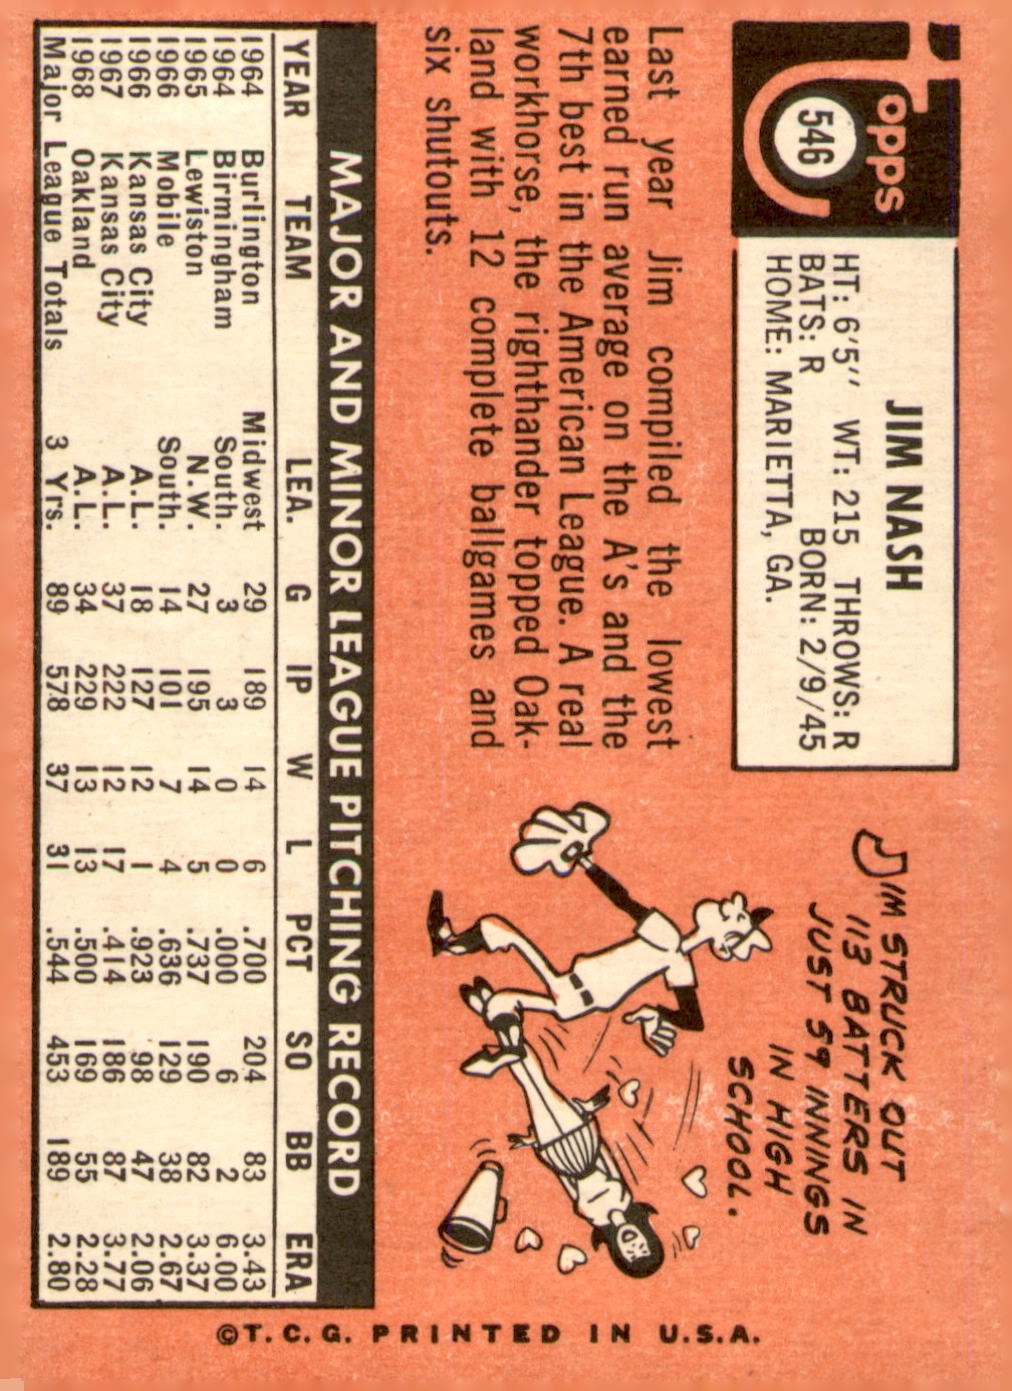 Topps
546
JIM NASH
HT: 6'5'' WT: 215 THROWS: R
BATS: R BORN: 2/9/45
HOME: MARIETTA, GA.
Last year Jim compiled the lowest
earned run average on the A's and the
7th best in the American League. A real
workhorse, the righthander topped Oak-
land with 12 complete ballgames and
six shutouts.
JIM STRUCK OUT
113 BATTERS IN
JUST 59 INNINGS
IN HIGH
SCHOOL.
MAJOR AND MINOR LEAGUE PITCHING RECORD
YEAR TEAM LEA. G IP W L PCT SO BB ERA
1964 Burlington Midwest 29 189 14 6 .700 204 83 3.43
1964 Birmingham South. 3 3 0 0 .000 6 2 6.00
1965 Lewiston N.W. 27 195 14 5 .737 190 82 3.37
1966 Mobile South. 14 101 7 4 .636 129 38 2.67
1966 Kansas City A.L. 18 127 12 1 .923 98 47 2.06
1967 Kansas City A.L. 37 222 12 17 .414 186 87 3.77
1968 Oakland A.L. 34 229 13 13 .500 169 55 2.28
Major League Totals 3 Yrs. 89 578 37 31 .544 453 189 2.80
©T.C.G. PRINTED IN U.S.A.